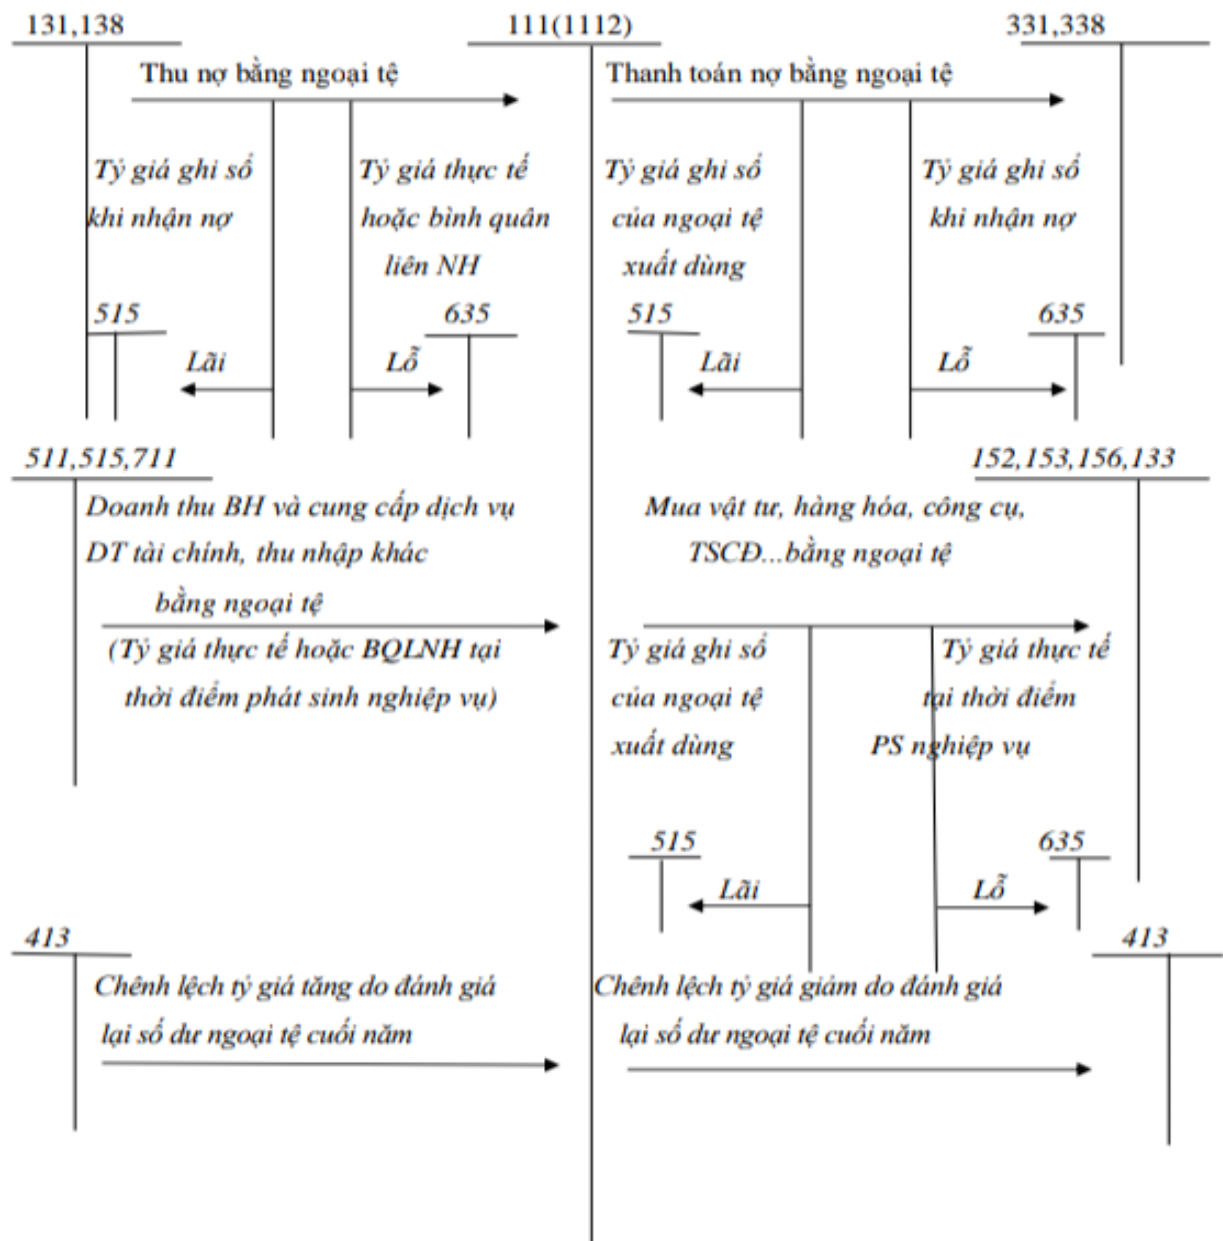 131,138
111(1112)
331,338
Thu nợ bằng ngoại tệ
Thanh toán nợ bằng ngoại tệ
Tỷ giá ghi sổ
khi nhận nợ
Tỷ giá thực tế
hoặc bình quân
liên NH
Tỷ giá ghi sổ
của ngoại tệ
xuất dùng
Tỷ giá ghi sổ
khi nhận nợ
515
Lãi
635
Lỗ
515
Lãi
635
Lỗ
511,515,711
152,153,156,133
Doanh thu BH và cung cấp dịch vụ
DT tài chính, thu nhập khác
bằng ngoại tệ
(Tỷ giá thực tế hoặc BQLNH tại
thời điểm phát sinh nghiệp vụ)
Mua vật tư, hàng hóa, công cụ,
TSCĐ...bằng ngoại tệ
Tỷ giá ghi sổ
của ngoại tệ
xuất dùng
Tỷ giá thực tế
tại thời điểm
PS nghiệp vụ
515
Lãi
635
Lỗ
413
413
Chênh lệch tỷ giá tăng do đánh giá
lại số dư ngoại tệ cuối năm
Chênh lệch tỷ giá giảm do đánh giá
lại số dư ngoại tệ cuối năm